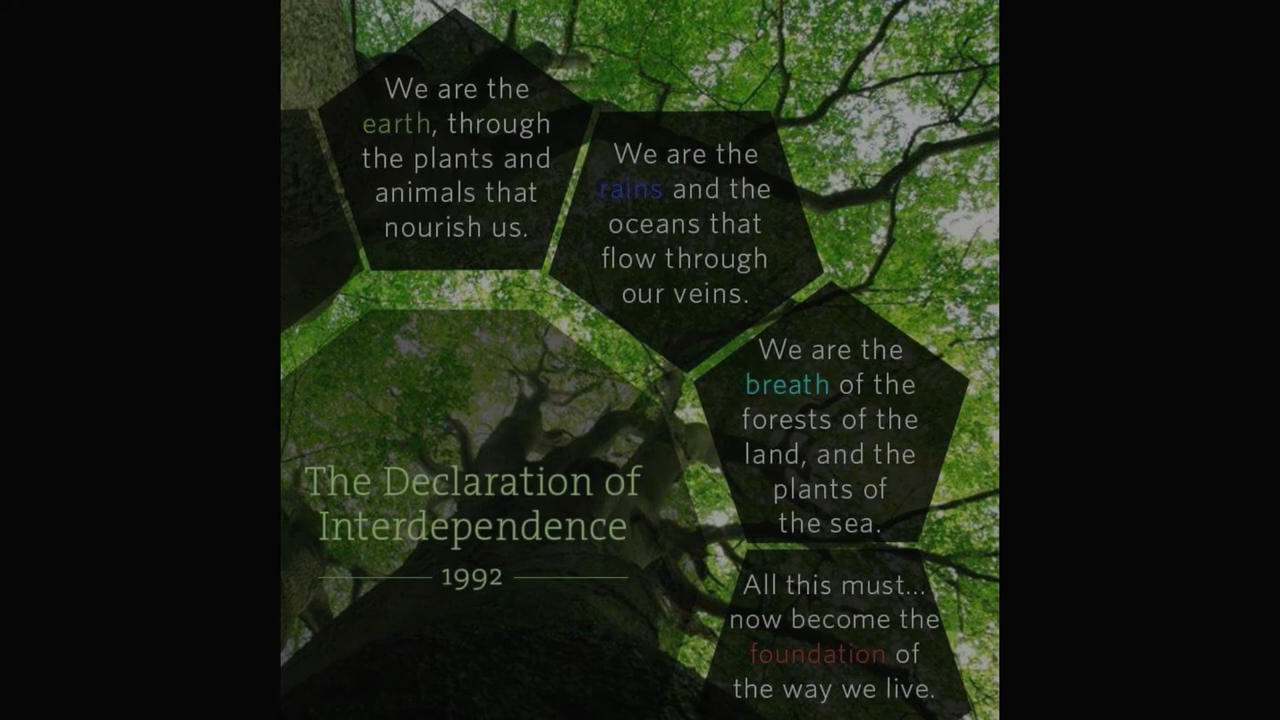 We are the
earth, through
the plants and
animals that
nourish us.
We are the
rains and the
oceans that
flow through
our veins.
We are the
breath of the
forests of the
land, and the
plants of
the sea.
All this must...
now become the
foundation of
the way we live.
The Declaration of
Interdependence
1992